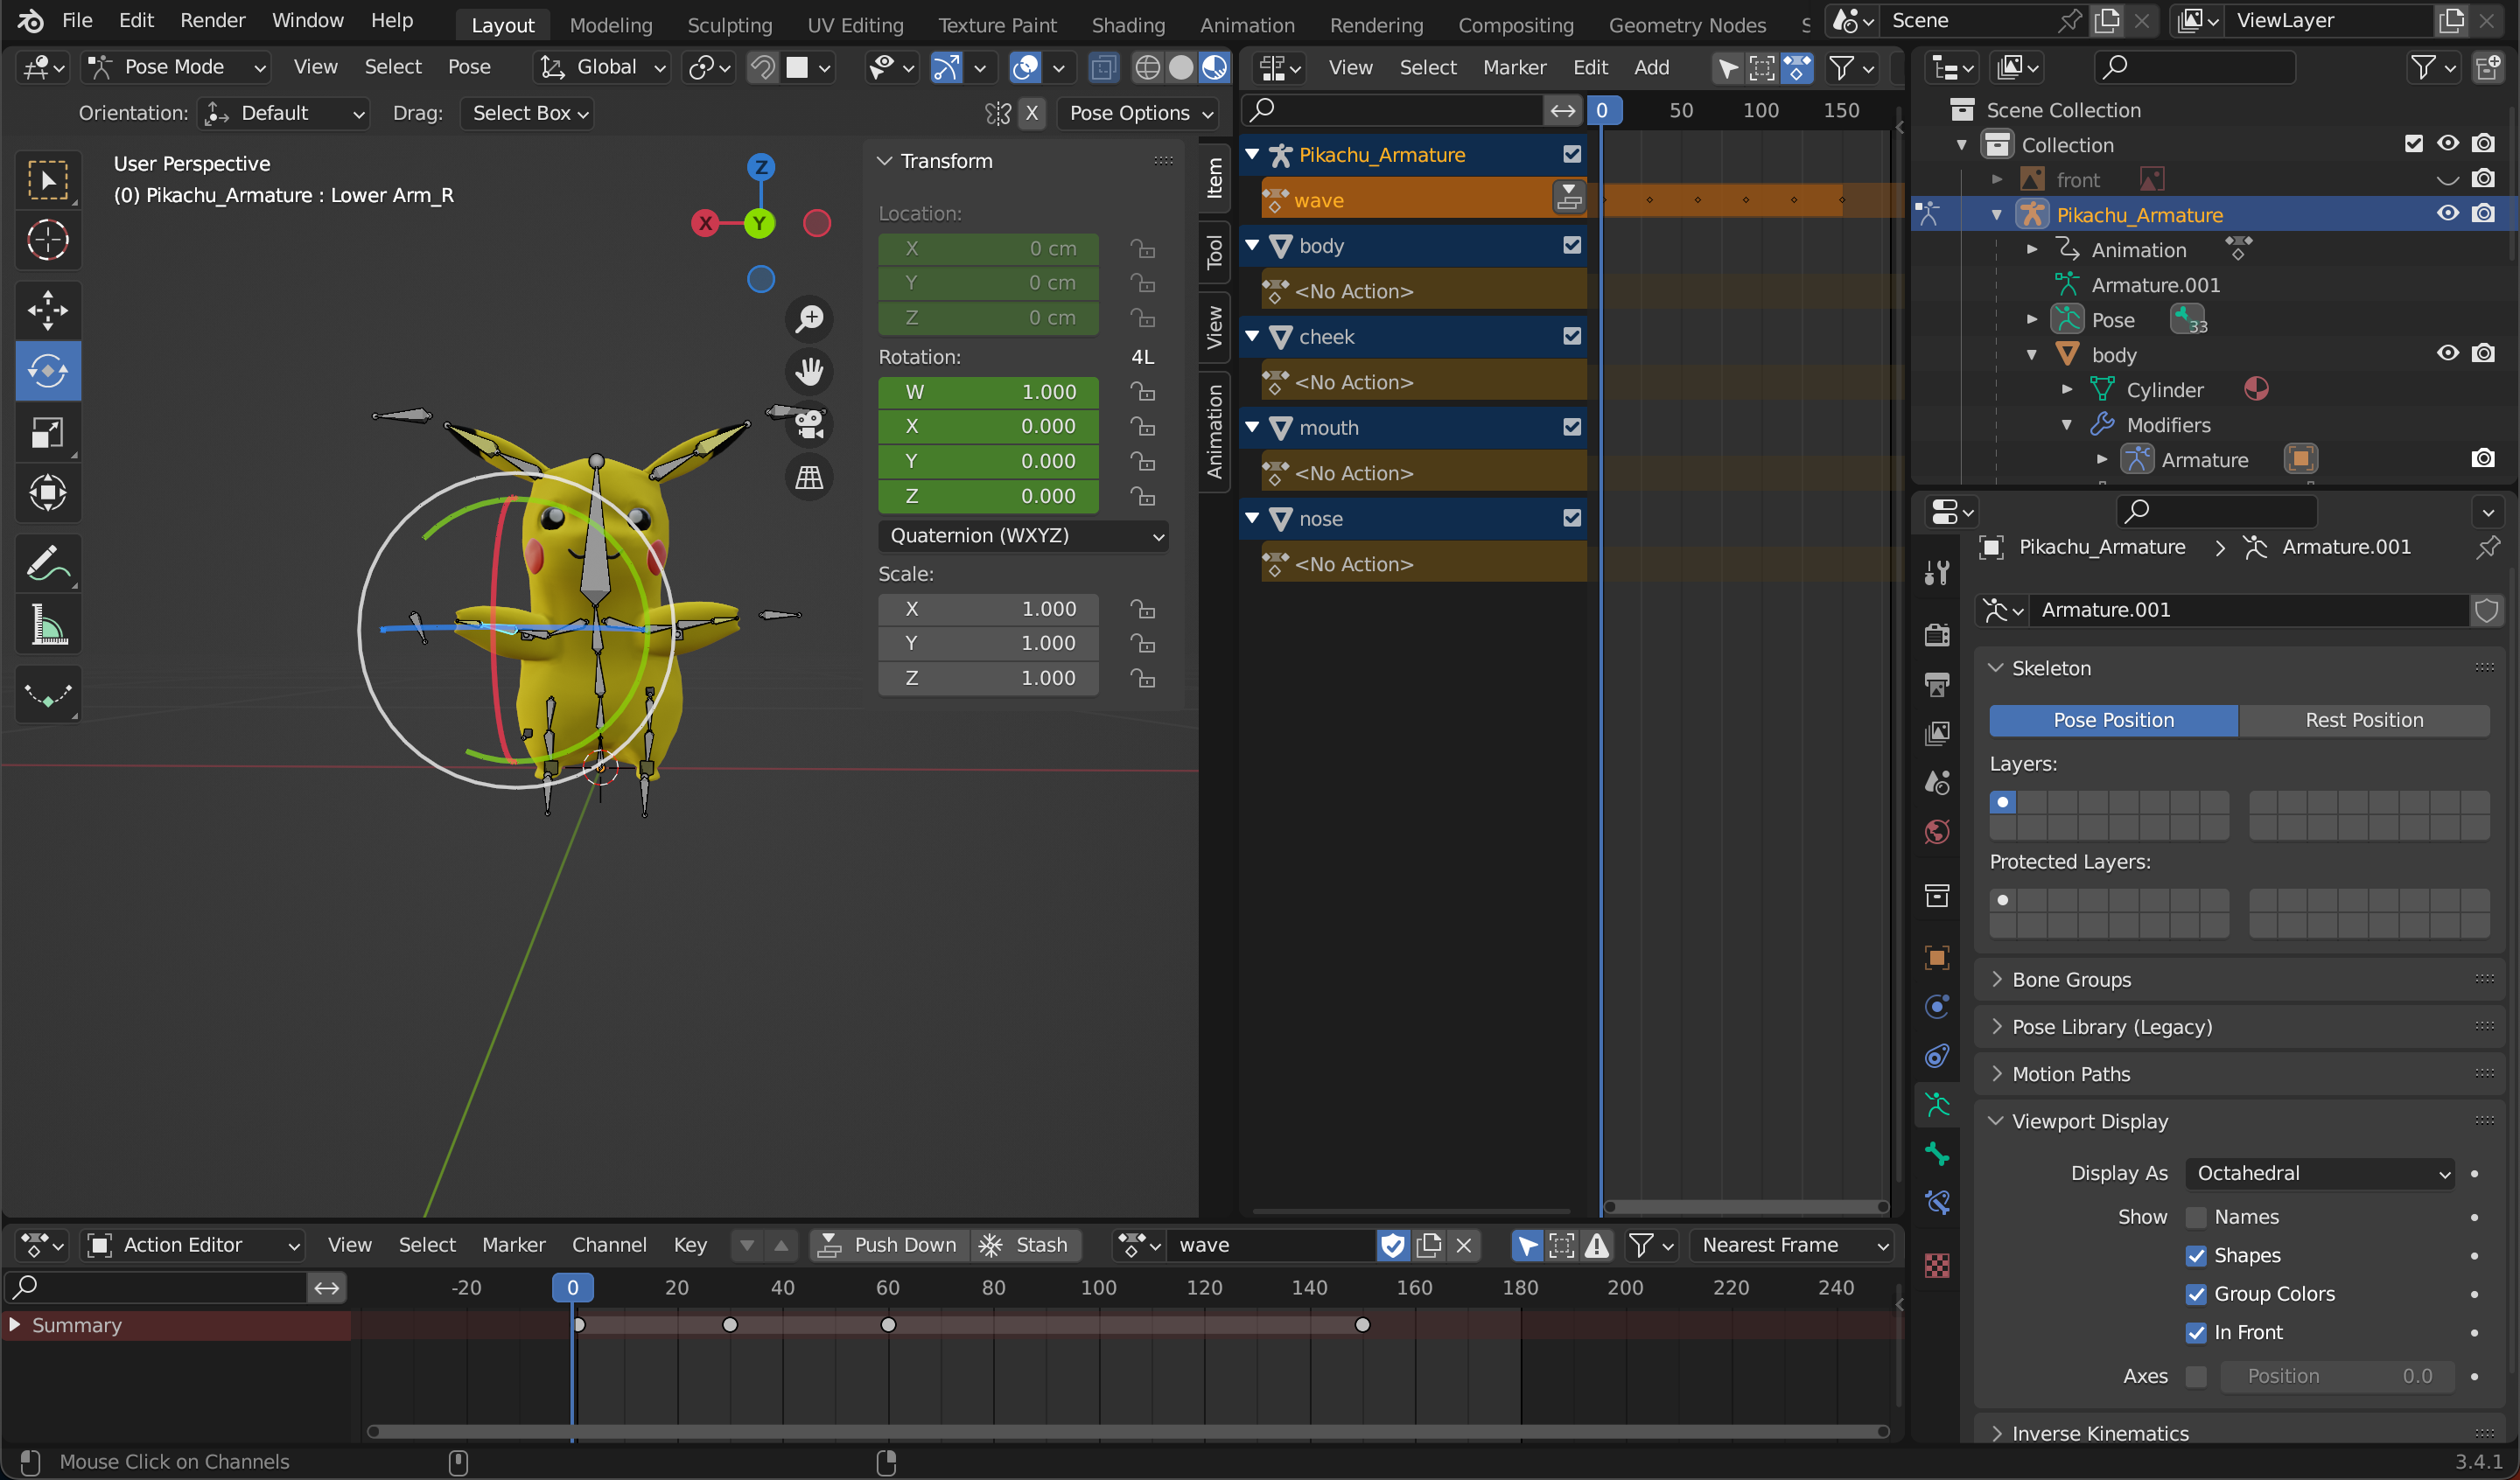 File Edit Render Window Help Layout Modeling Sculpting UV Editing Texture Paint Shading Animation Rendering Compositing Geometry Nodes S Scene ViewLayer
Pose Mode View Select Pose Global
Orientation: Default Drag: Select Box X Pose Options
User Perspective
(0) Pikachu_Armature : Lower Arm_R
Z
X
Y
Transform
Location:
X 0 cm
Y 0 cm
Z 0 cm
Rotation: 4L
W 1.000
X 0.000
Y 0.000
Z 0.000
Quaternion (WXYZ)
Scale:
X 1.000
Y 1.000
Z 1.000
Item
Tool
View
Animation
View Select Marker Edit Add
0 50 100 150
Pikachu_Armature
wave
body
<No Action>
cheek
<No Action>
mouth
<No Action>
nose
<No Action>
Scene Collection
Collection
front
Pikachu_Armature
Animation
Armature.001
Pose 33
body
Cylinder
Modifiers
Armature
Pikachu_Armature > Armature.001
Armature.001
Skeleton
Pose Position Rest Position
Layers:
Protected Layers:
Bone Groups
Pose Library (Legacy)
Motion Paths
Viewport Display
Display As Octahedral
Show Names
Shapes
Group Colors
In Front
Axes Position 0.0
Inverse Kinematics
Action Editor View Select Marker Channel Key Push Down Stash wave Nearest Frame
-20 0 20 40 60 80 100 120 140 160 180 200 220 240
Summary
Mouse Click on Channels
3.4.1